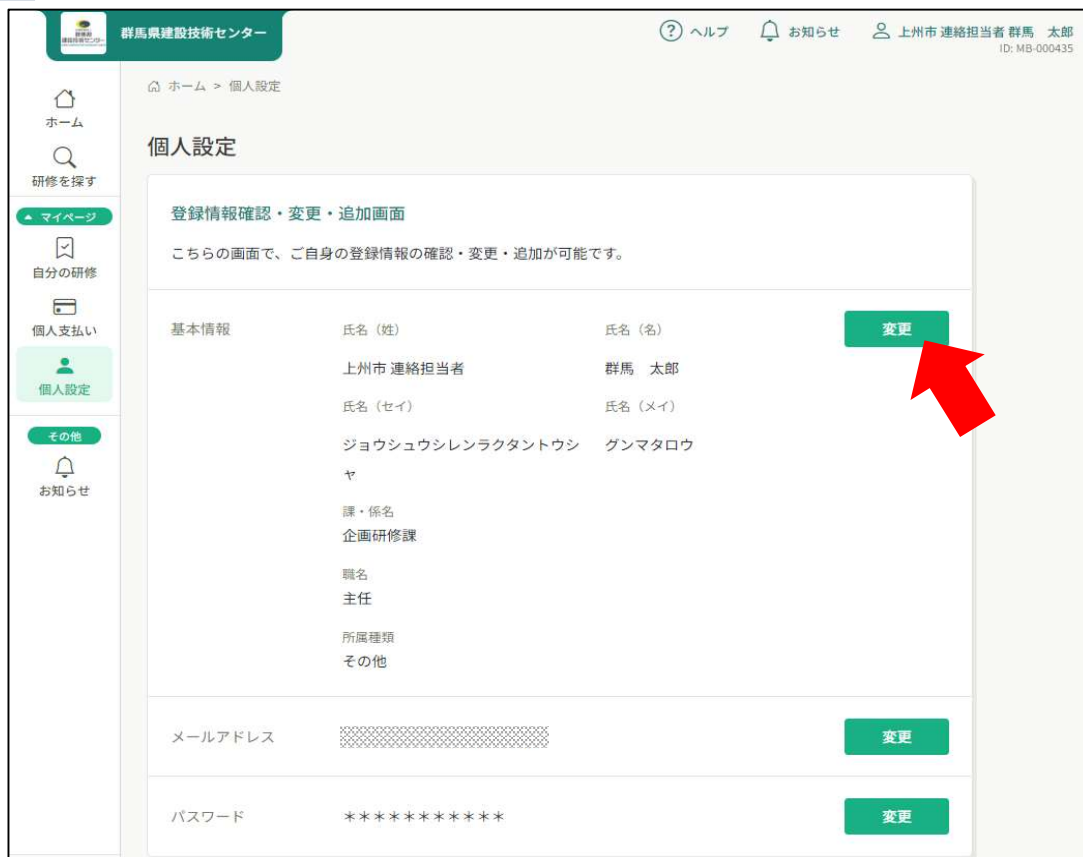 群馬県建設技術センター
? ヘルプ お知らせ 上州市 連絡担当者 群馬 太郎
ID: MB-000435
ホーム > 個人設定
ホーム
研修を探す
マイページ
自分の研修
個人支払い
個人設定
その他
お知らせ
個人設定
登録情報確認・変更・追加画面
こちらの画面で、ご自身の登録情報の確認・変更・追加が可能です。
基本情報 氏名（姓） 氏名（名） 変更
上州市 連絡担当者 群馬 太郎
氏名（セイ） 氏名（メイ）
ジョウシュウシレンラクタントウシ グンマタロウ
ャ
課・係名
企画研修課
職名
主任
所属種類
その他
メールアドレス 変更
パスワード ＊＊＊＊＊＊＊＊＊＊＊ 変更